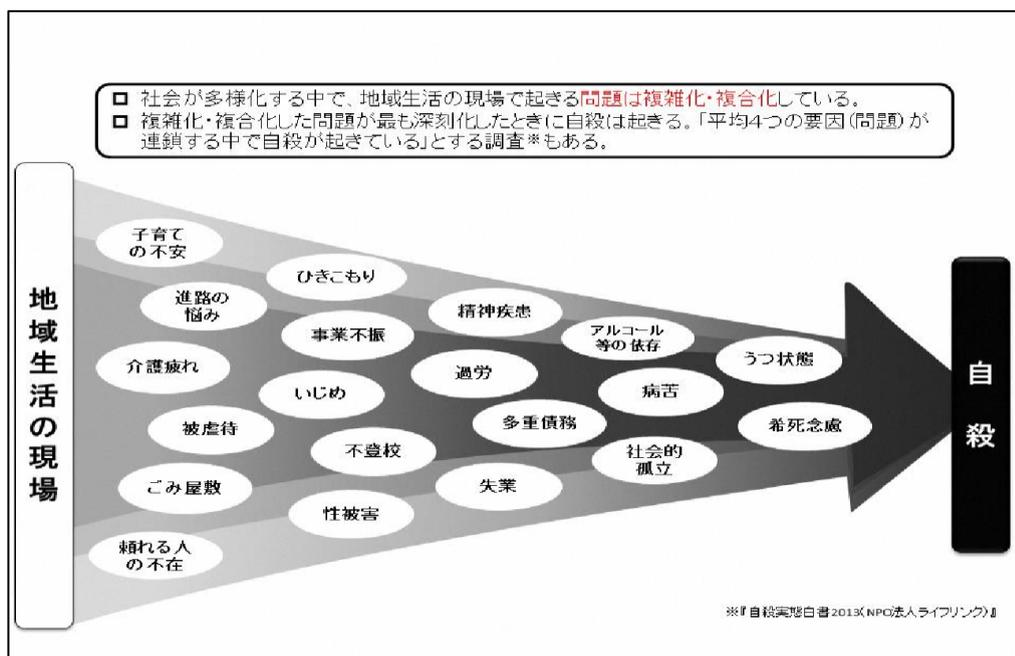 □ 社会が多様化する中で、地域生活の現場で起きる問題は複雑化・複合化している。
□ 複雑化・複合化した問題が最も深刻化したときに自殺は起きる。「平均4つの要因(問題)が
連鎖する中で自殺が起きている」とする調査※もある。
地域生活の現場
子育て
の不安
進路の
悩み
介護疲れ
被虐待
ごみ屋敷
頼れる人
の不在
ひきこもり
事業不振
いじめ
不登校
性被害
精神疾患
過労
多重債務
失業
アルコール
等の依存
病苦
社会的
孤立
うつ状態
希死念慮
自殺
※『自殺実態白書2013(NPO法人ライフリンク)』